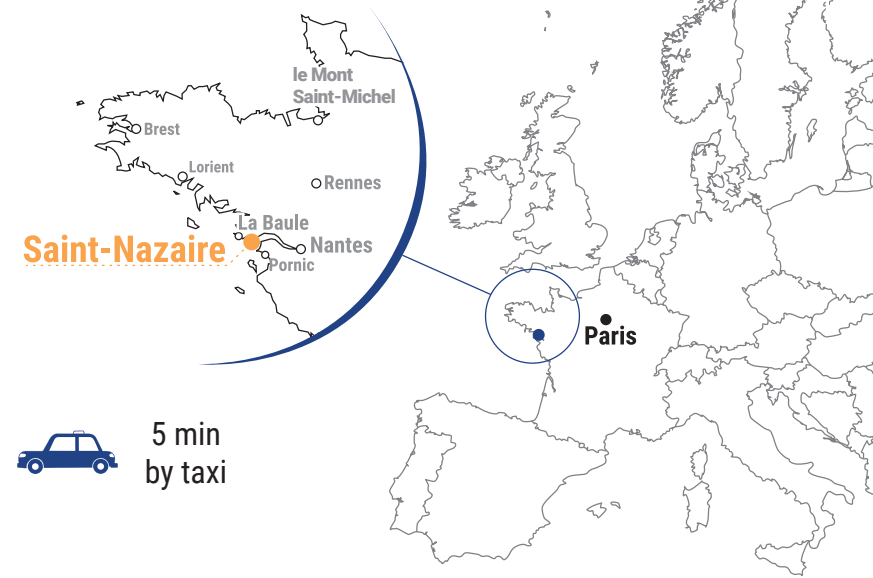 le Mont
Saint-Michel
Brest
Lorient
Rennes
La Baule
Saint-Nazaire
Nantes
Pornic
Paris
5 min
by taxi